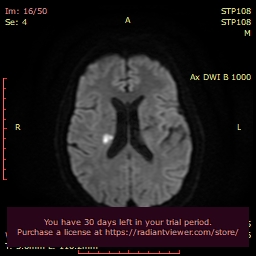 Im: 16/50
Se: 4
A
STP108
STP108
M
Ax DWI B 1000
R
L
You have 30 days left in your trial period.
Purchase a license at https://radiantviewer.com/store/